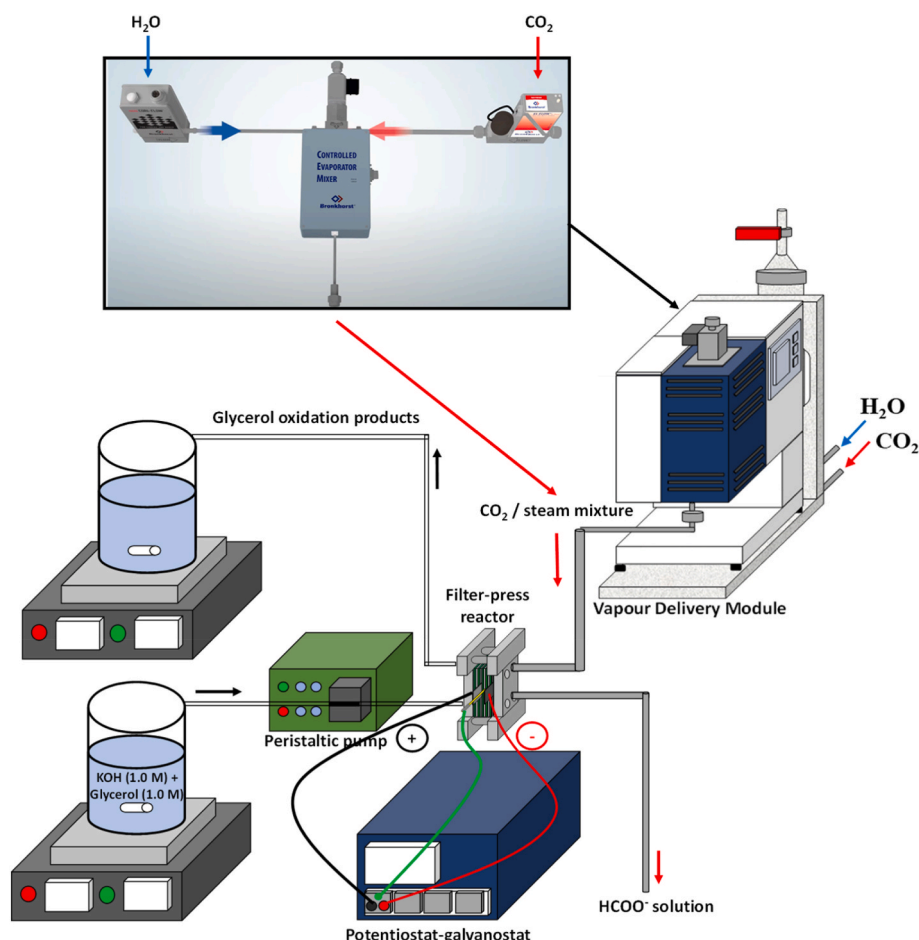 H₂O
CO₂
CONTROLLED
EVAPORATOR
MIXER
Bronkhorst
H₂O
CO₂
Glycerol oxidation products
CO₂ / steam mixture
Vapour Delivery Module
Filter-press
reactor
Peristaltic pump
+
-
KOH (1.0 M) +
Glycerol (1.0 M)
HCOO⁻ solution
Potentiostat-galvanostat